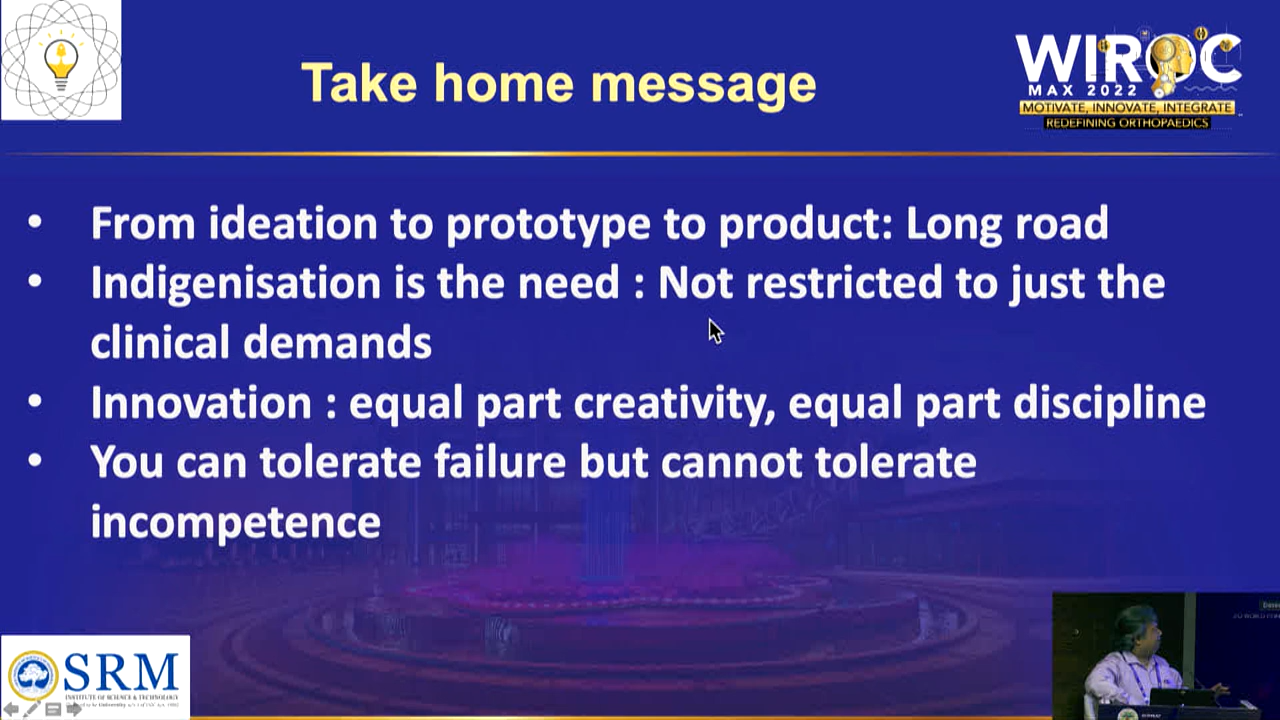 Take home message
WIROC
MAX 2022
MOTIVATE, INNOVATE, INTEGRATE
REDEFINING ORTHOPAEDICS
• From ideation to prototype to product: Long road
• Indigenisation is the need : Not restricted to just the
clinical demands
• Innovation : equal part creativity, equal part discipline
• You can tolerate failure but cannot tolerate
incompetence
SRM
INSTITUTE OF SCIENCE & TECHNOLOGY